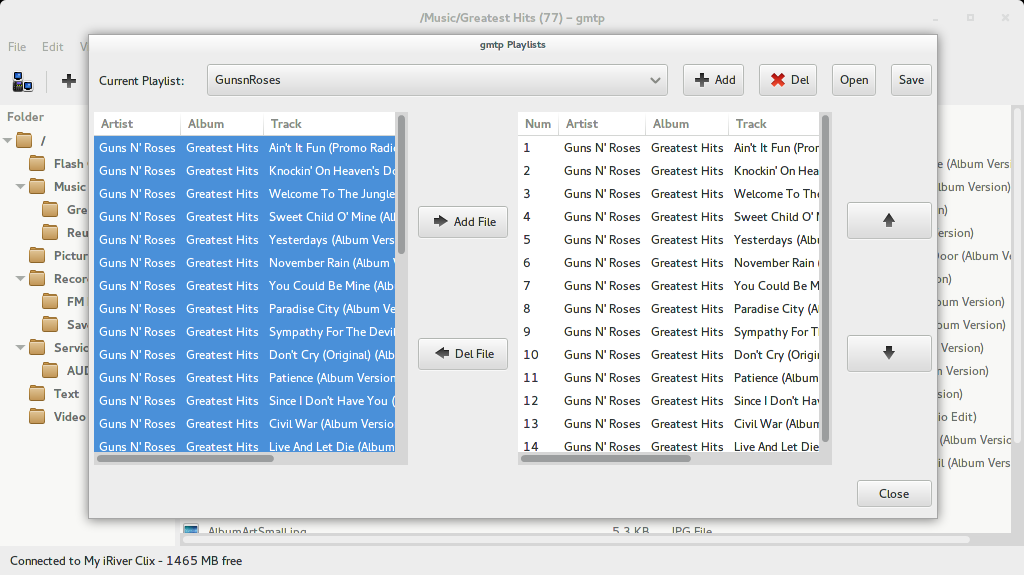 /Music/Greatest Hits (77) – gmtp
File Edit V
gmtp Playlists
Current Playlist: GunsnRoses Add Del Open Save
Folder
/
Flash
Music
Gre
Reu
Pictur
Recor
FM
Save
Servic
AUD
Text
Video
Artist Album Track
Guns N' Roses Greatest Hits Ain't It Fun (Promo Radi
Guns N' Roses Greatest Hits Knockin' On Heaven's Do
Guns N' Roses Greatest Hits Welcome To The Jungle
Guns N' Roses Greatest Hits Sweet Child O' Mine (Al
Guns N' Roses Greatest Hits Yesterdays (Album Vers
Guns N' Roses Greatest Hits November Rain (Album V
Guns N' Roses Greatest Hits You Could Be Mine (Alb
Guns N' Roses Greatest Hits Paradise City (Album Ve
Guns N' Roses Greatest Hits Sympathy For The Devil
Guns N' Roses Greatest Hits Don't Cry (Original) (Alb
Guns N' Roses Greatest Hits Patience (Album Version
Guns N' Roses Greatest Hits Since I Don't Have You (
Guns N' Roses Greatest Hits Civil War (Album Versio
Guns N' Roses Greatest Hits Live And Let Die (Album
Add File
Del File
Num Artist Album Track
1 Guns N' Roses Greatest Hits Ain't It Fun (Pror
2 Guns N' Roses Greatest Hits Knockin' On Hea
3 Guns N' Roses Greatest Hits Welcome To The
4 Guns N' Roses Greatest Hits Sweet Child O' M
5 Guns N' Roses Greatest Hits Yesterdays (Albu
6 Guns N' Roses Greatest Hits November Rain
7 Guns N' Roses Greatest Hits You Could Be Mi
8 Guns N' Roses Greatest Hits Paradise City (Al
9 Guns N' Roses Greatest Hits Sympathy For T
10 Guns N' Roses Greatest Hits Don't Cry (Origin
11 Guns N' Roses Greatest Hits Patience (Album
12 Guns N' Roses Greatest Hits Since I Don't Hav
13 Guns N' Roses Greatest Hits Civil War (Album
14 Guns N' Roses Greatest Hits Live And Let Die
e (Album Versi
lbum Version)
n)
ersion)
Door (Album Vo
on)
Version)
bum Version)
Version)
m Version)
sion)
io Edit)
(Album Versio
il (Album Vers
Close
AlbumArtSmall.jpg 5.3 KB JPG File
Connected to My iRiver Clix - 1465 MB free